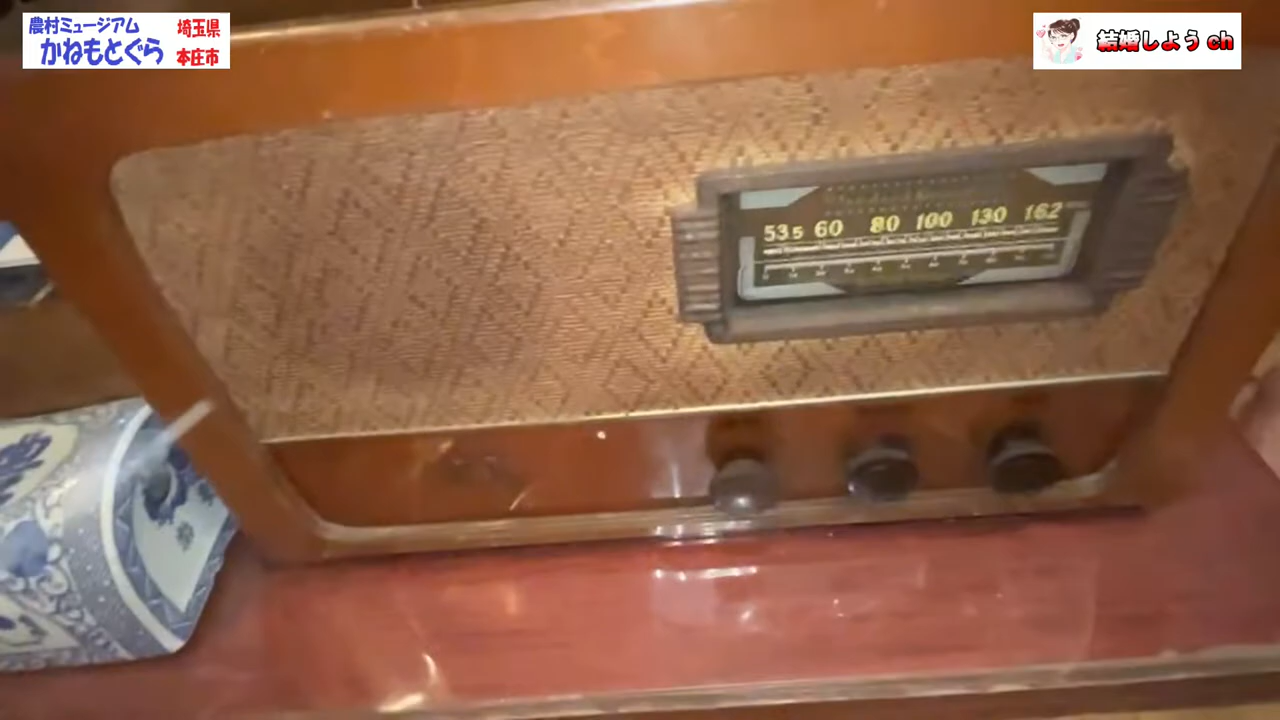 農村ミュージアム
かねもとぐら
埼玉県
本庄市
結婚しよう ch
53.5 60 80 100 130 162